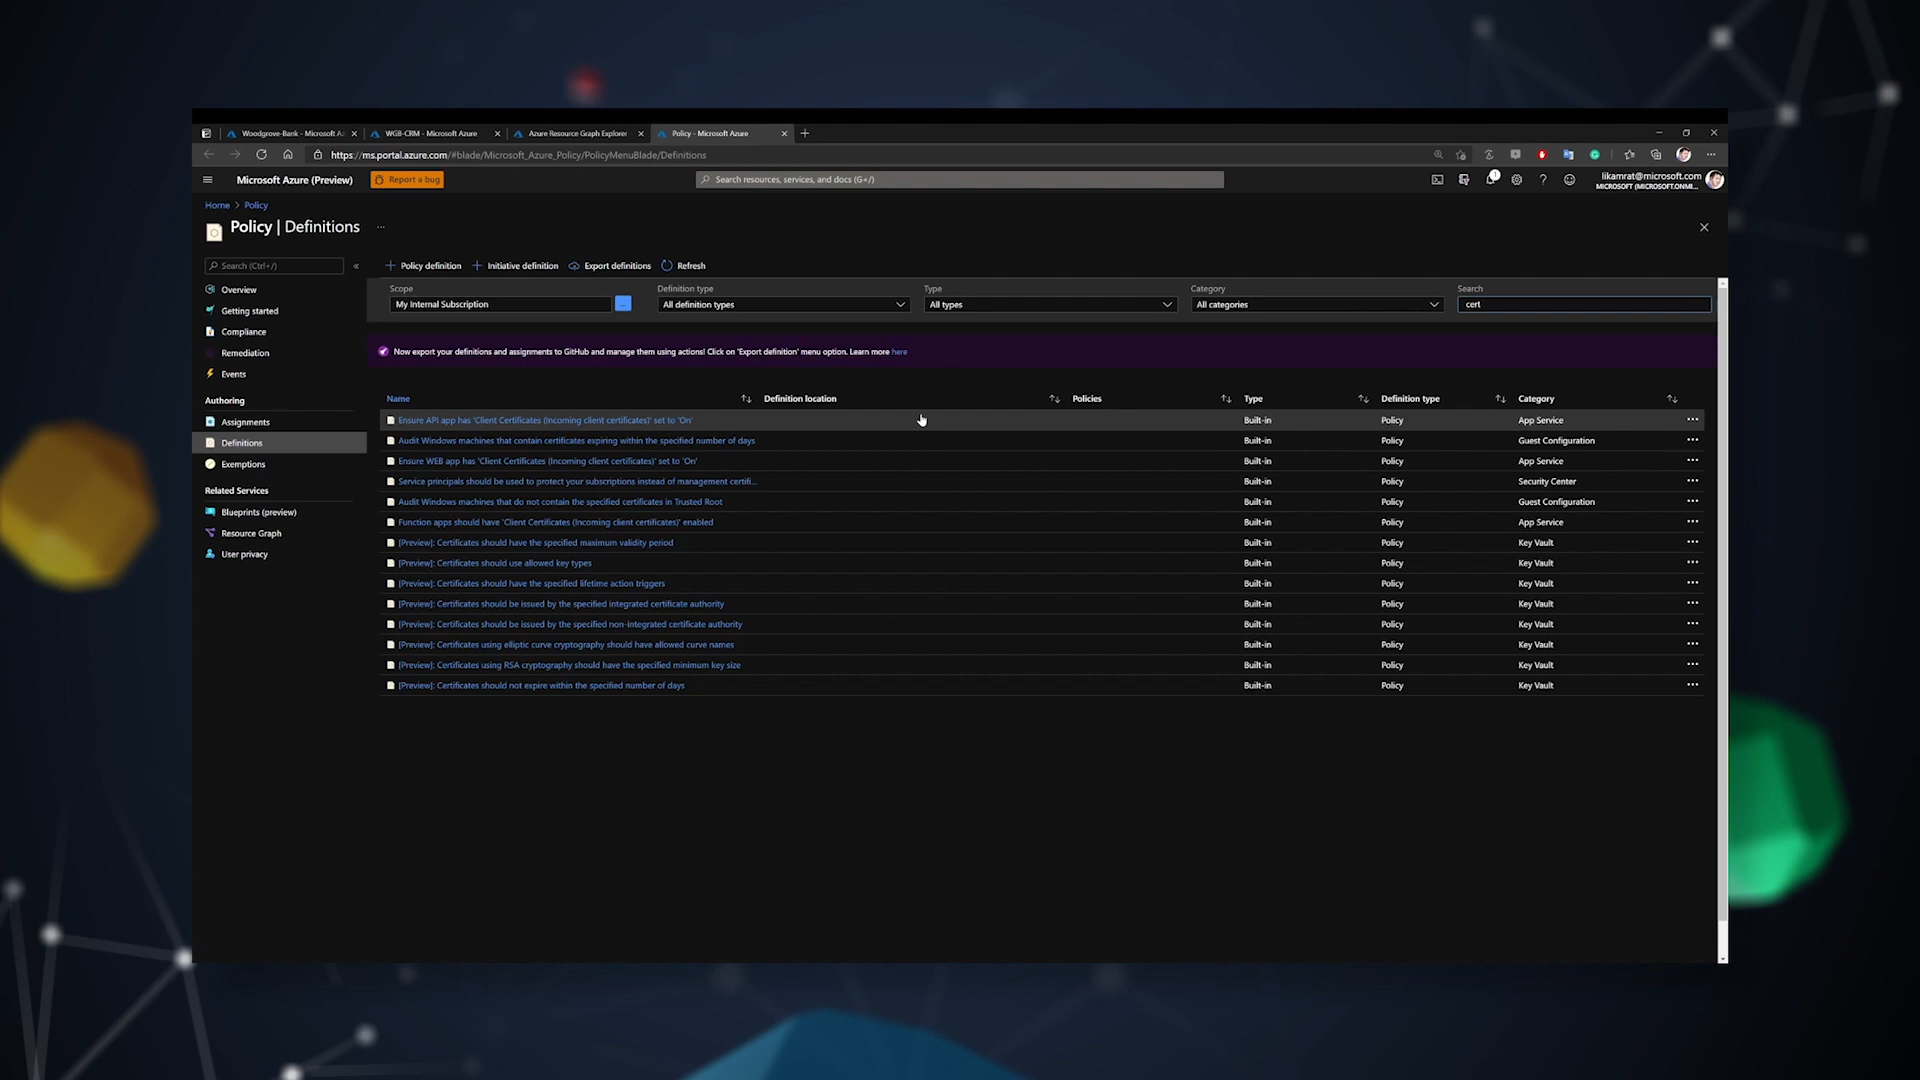 Woodgrove-Bank - Microsoft Az
WGB-CRM - Microsoft Azure
Azure Resource Graph Explorer
Policy - Microsoft Azure
https://ms.portal.azure.com/#blade/Microsoft_Azure_Policy/PolicyMenuBlade/Definitions
Microsoft Azure (Preview)
Report a bug
Search resources, services, and docs (G+/)
1
likamrat@microsoft.com
MICROSOFT (MICROSOFT.ONMI...
Home > Policy
Policy | Definitions ...
Search (Ctrl+/)
Overview
Getting started
Compliance
Remediation
Events
Authoring
Assignments
Definitions
Exemptions
Related Services
Blueprints (preview)
Resource Graph
User privacy
+ Policy definition + Initiative definition Export definitions Refresh
Scope Definition type Type Category Search
My Internal Subscription ... All definition types All types All categories cert
Now export your definitions and assignments to GitHub and manage them using actions! Click on 'Export definition' menu option. Learn more here
Name Definition location Policies Type Definition type Category
Ensure API app has 'Client Certificates (Incoming client certificates)' set to 'On' Built-in Policy App Service ...
Audit Windows machines that contain certificates expiring within the specified number of days Built-in Policy Guest Configuration ...
Ensure WEB app has 'Client Certificates (Incoming client certificates)' set to 'On' Built-in Policy App Service ...
Service principals should be used to protect your subscriptions instead of management certifi... Built-in Policy Security Center ...
Audit Windows machines that do not contain the specified certificates in Trusted Root Built-in Policy Guest Configuration ...
Function apps should have 'Client Certificates (Incoming client certificates)' enabled Built-in Policy App Service ...
[Preview]: Certificates should have the specified maximum validity period Built-in Policy Key Vault ...
[Preview]: Certificates should use allowed key types Built-in Policy Key Vault ...
[Preview]: Certificates should have the specified lifetime action triggers Built-in Policy Key Vault ...
[Preview]: Certificates should be issued by the specified integrated certificate authority Built-in Policy Key Vault ...
[Preview]: Certificates should be issued by the specified non-integrated certificate authority Built-in Policy Key Vault ...
[Preview]: Certificates using elliptic curve cryptography should have allowed curve names Built-in Policy Key Vault ...
[Preview]: Certificates using RSA cryptography should have the specified minimum key size Built-in Policy Key Vault ...
[Preview]: Certificates should not expire within the specified number of days Built-in Policy Key Vault ...